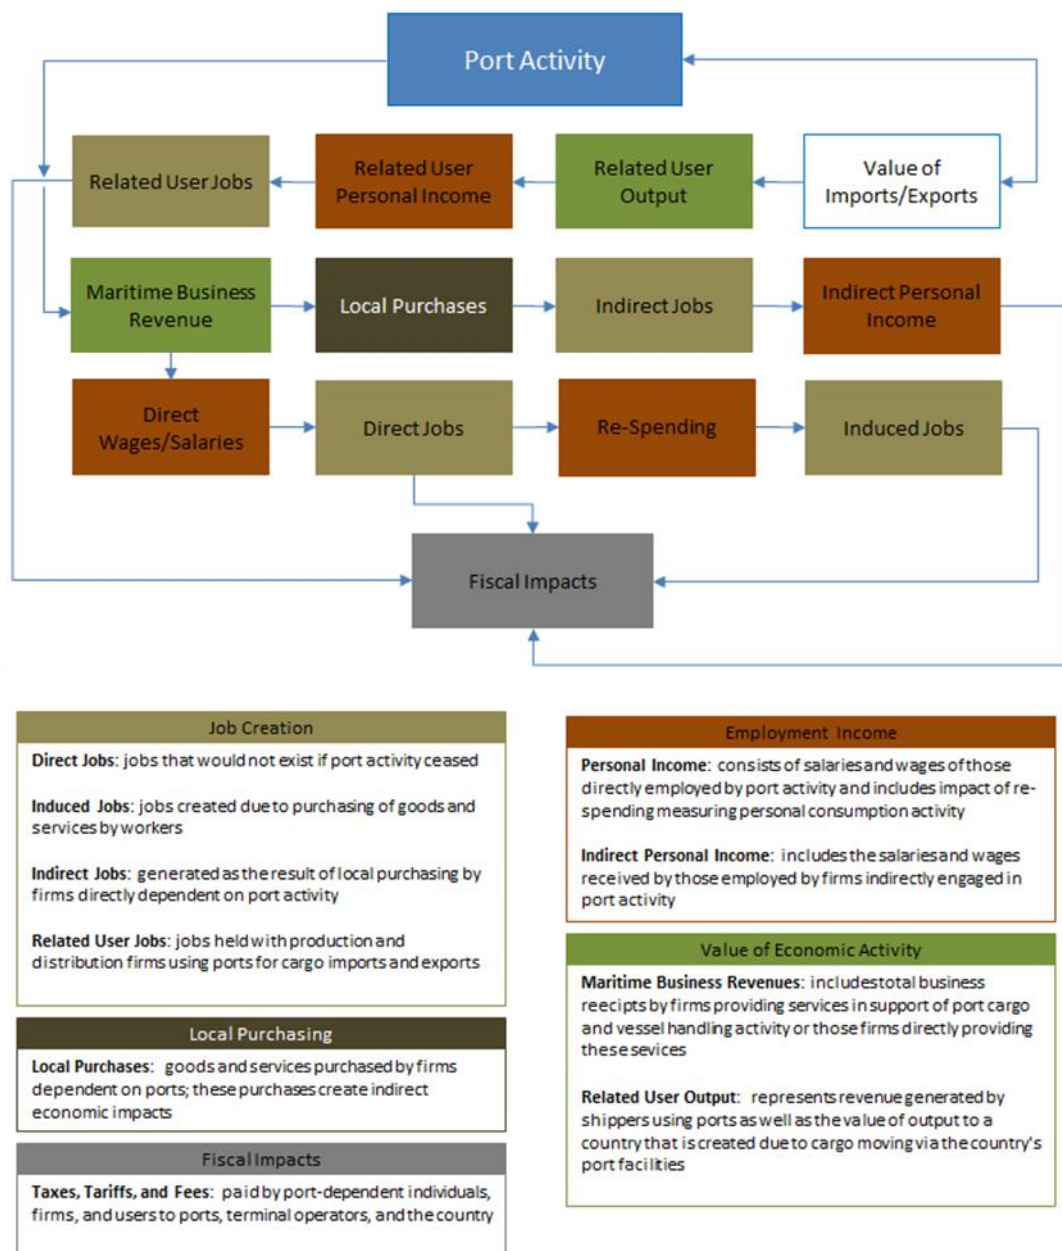 Port Activity
Related User Jobs
Related User
Personal Income
Related User
Output
Value of
Imports/Exports
Maritime Business
Revenue
Local Purchases
Indirect Jobs
Indirect Personal
Income
Direct
Wages/Salaries
Direct Jobs
Re-Spending
Induced Jobs
Fiscal Impacts
Job Creation
Direct Jobs: jobs that would not exist if port activity ceased
Induced Jobs: jobs created due to purchasing of goods and
services by workers
Indirect Jobs: generated as the result of local purchasing by
firms directly dependent on port activity
Related User Jobs: jobs held with production and
distribution firms using ports for cargo imports and exports
Local Purchasing
Local Purchases: goods and services purchased by firms
dependent on ports; these purchases create indirect
economic impacts
Fiscal Impacts
Taxes, Tariffs, and Fees: paid by port-dependent individuals,
firms, and users to ports, terminal operators, and the country
Employment Income
Personal Income: consists of salaries and wages of those
directly employed by port activity and includes impact of re-
spending measuring personal consumption activity
Indirect Personal Income: includes the salaries and wages
received by those employed by firms indirectly engaged in
port activity
Value of Economic Activity
Maritime Business Revenues: includestotal business
reecipts by firms providing services in support of port cargo
and vessel handling activity or those firms directly providing
these sevices
Related User Output: represents revenue generated by
shippers using ports as well as the value of output to a
country that is created due to cargo moving via the country's
port facilities